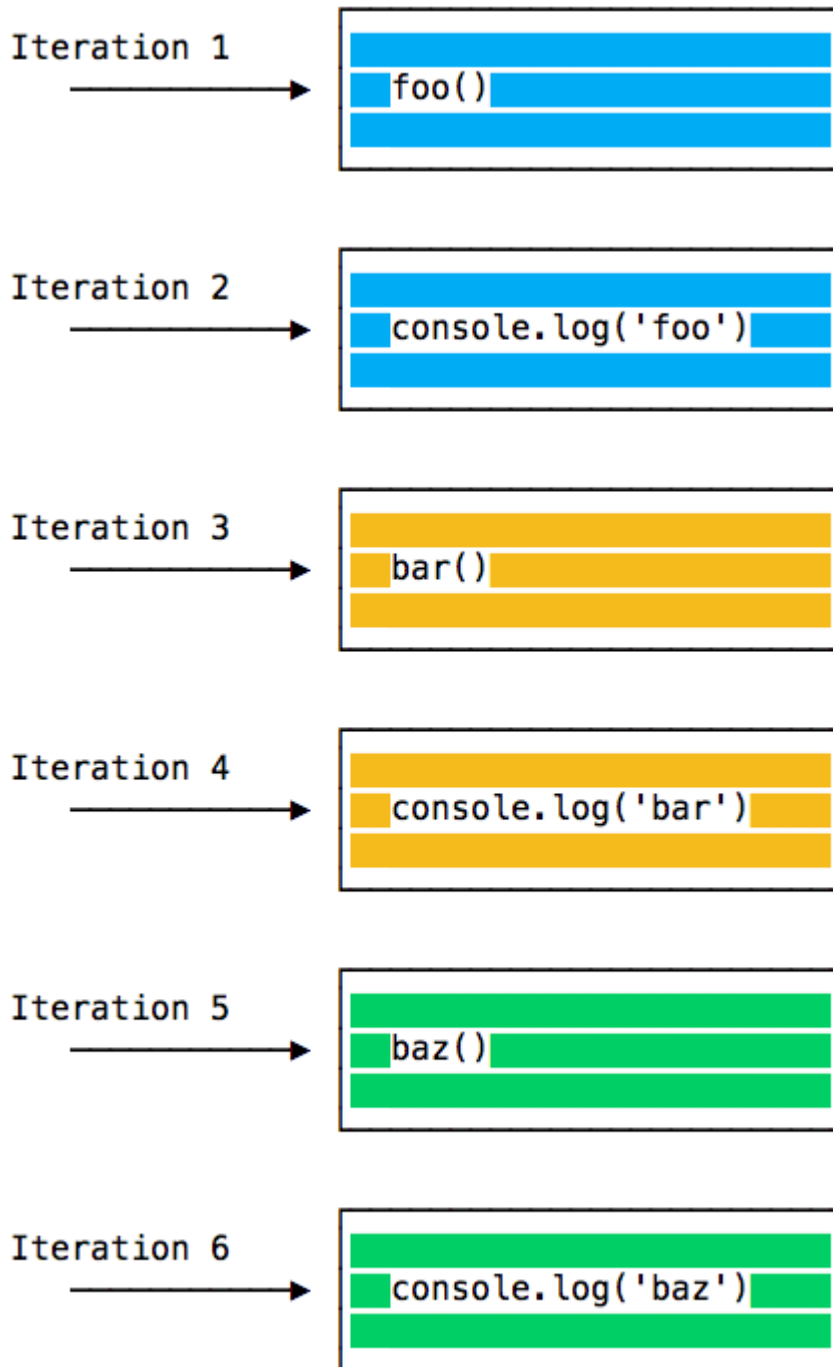 Iteration 1
foo()
Iteration 2
console.log('foo')
Iteration 3
bar()
Iteration 4
console.log('bar')
Iteration 5
baz()
Iteration 6
console.log('baz')